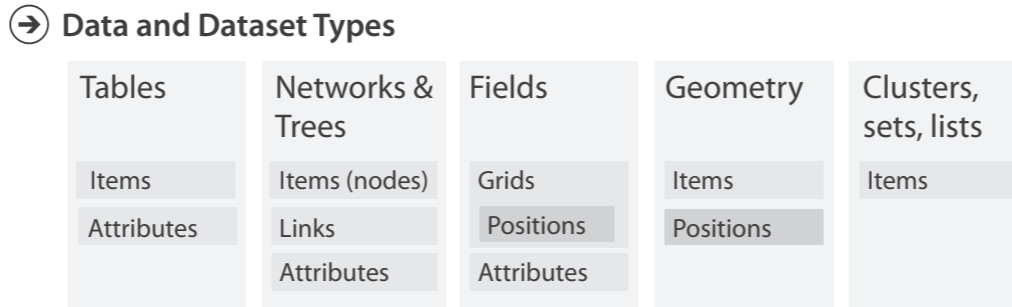 Data and Dataset Types
Tables
Items
Attributes
Networks &
Trees
Items (nodes)
Links
Attributes
Fields
Grids
Positions
Attributes
Geometry
Items
Positions
Clusters,
sets, lists
Items